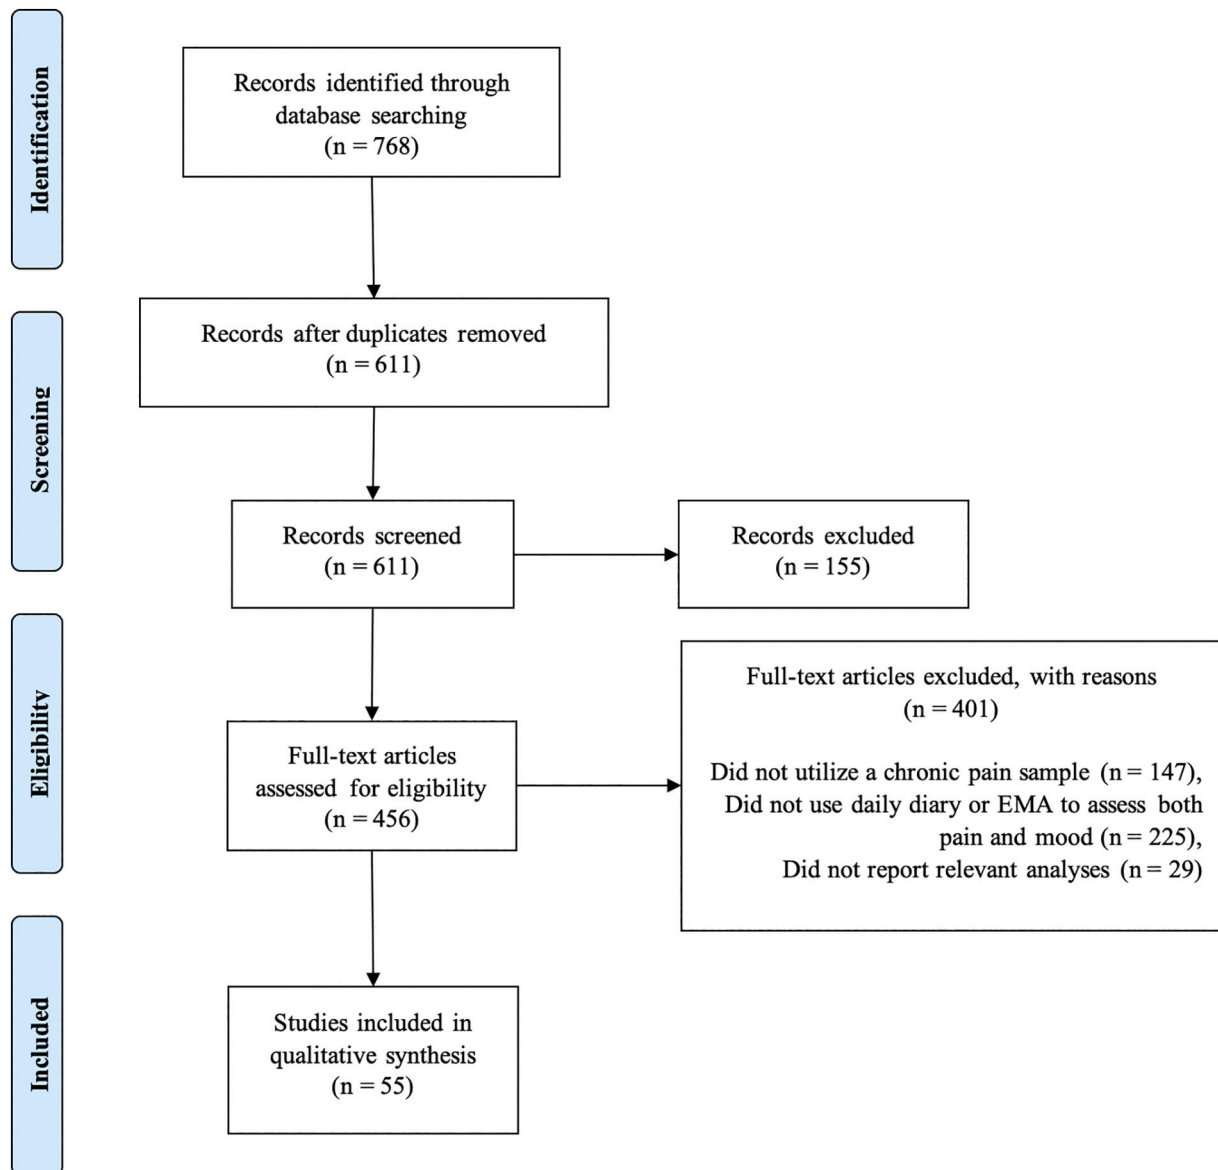 Identification
Records identified through
database searching
(n = 768)
Records after duplicates removed
(n = 611)
Screening
Records screened
(n = 611)
Records excluded
(n = 155)
Eligibility
Full-text articles
assessed for eligibility
(n = 456)
Full-text articles excluded, with reasons
(n = 401)
Did not utilize a chronic pain sample (n = 147),
Did not use daily diary or EMA to assess both
pain and mood (n = 225),
Did not report relevant analyses (n = 29)
Included
Studies included in
qualitative synthesis
(n = 55)